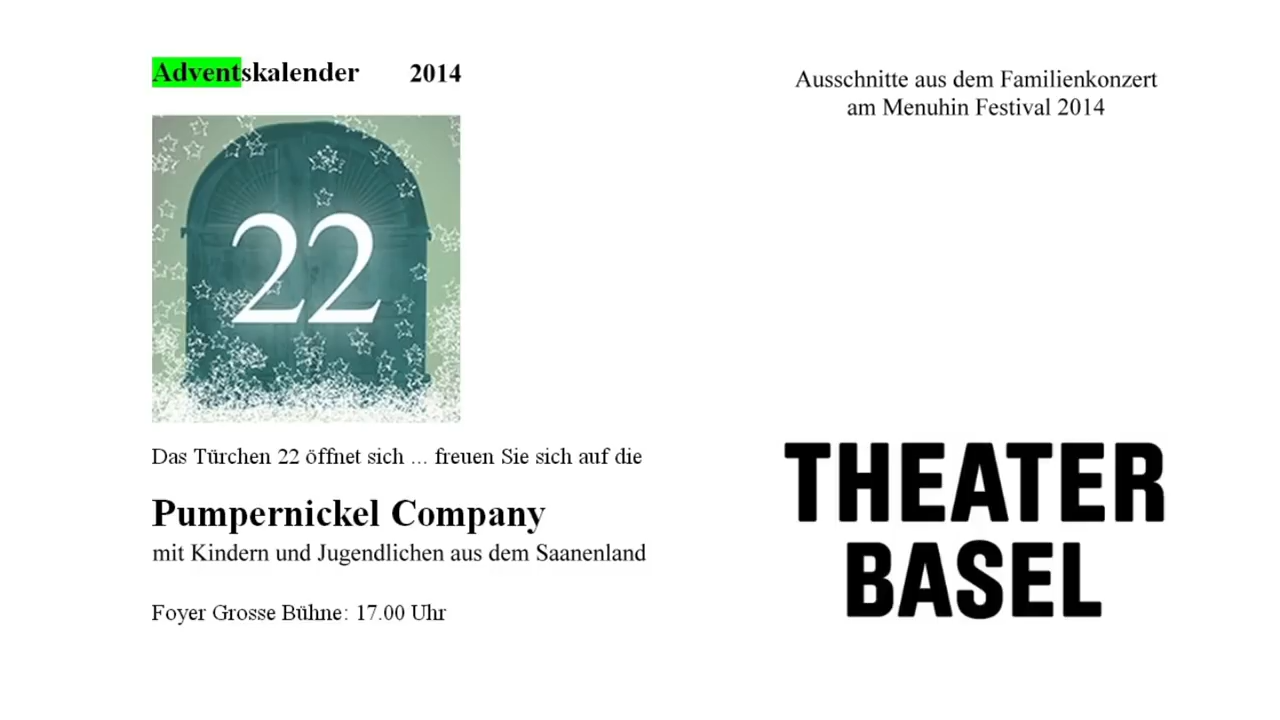 Adventskalender 2014
22
Das Türchen 22 öffnet sich ... freuen Sie sich auf die
Pumpernickel Company
mit Kindern und Jugendlichen aus dem Saanenland
Foyer Grosse Bühne: 17.00 Uhr
Ausschnitte aus dem Familienkonzert
am Menuhin Festival 2014
THEATER
BASEL